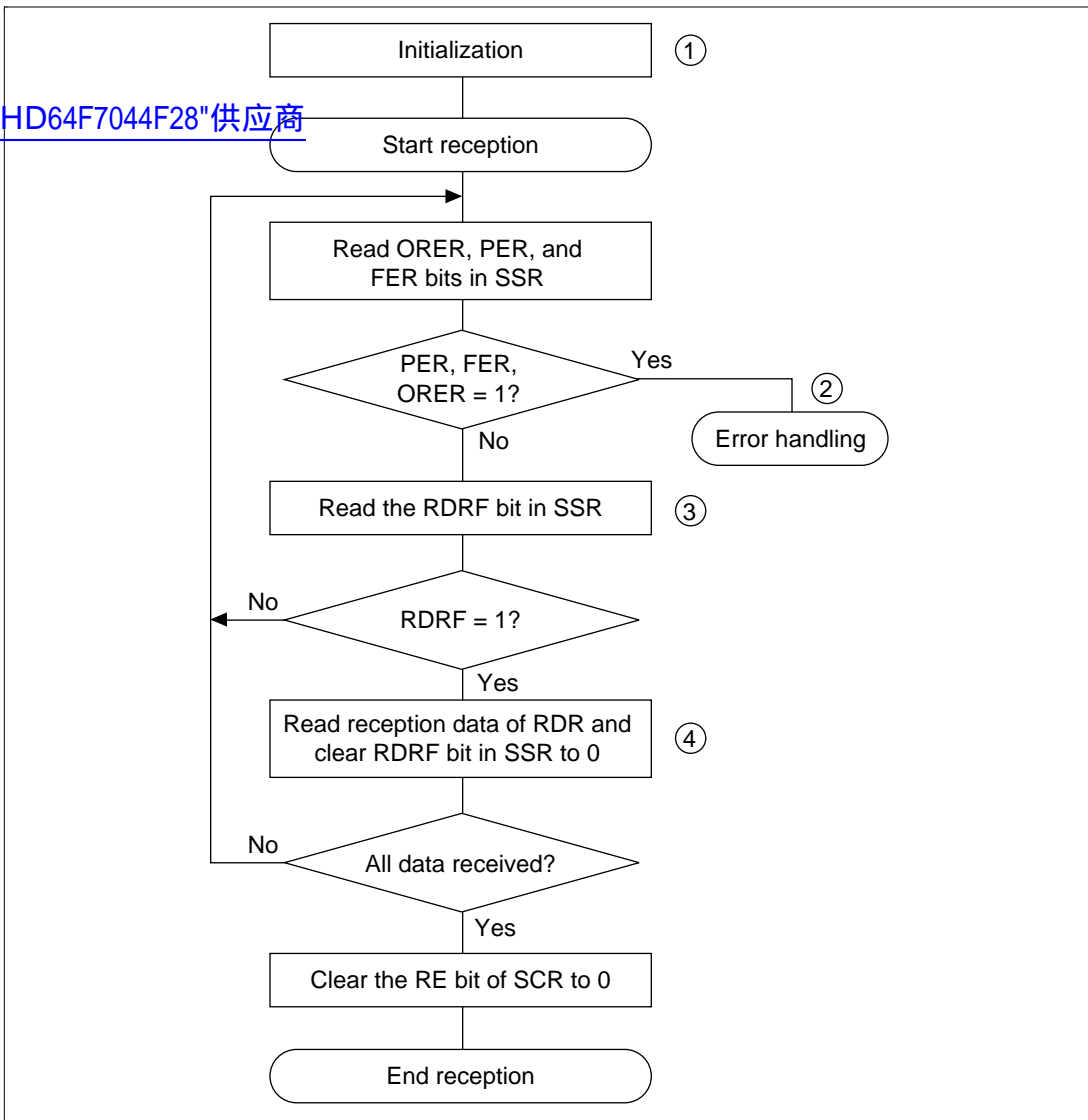 Initialization
1
HD64F7044F28"供应商
Start reception
Read ORER, PER, and
FER bits in SSR
PER, FER,
ORER = 1?
Yes
2
Error handling
No
Read the RDRF bit in SSR
3
No
RDRF = 1?
Yes
Read reception data of RDR and
clear RDRF bit in SSR to 0
4
No
All data received?
Yes
Clear the RE bit of SCR to 0
End reception